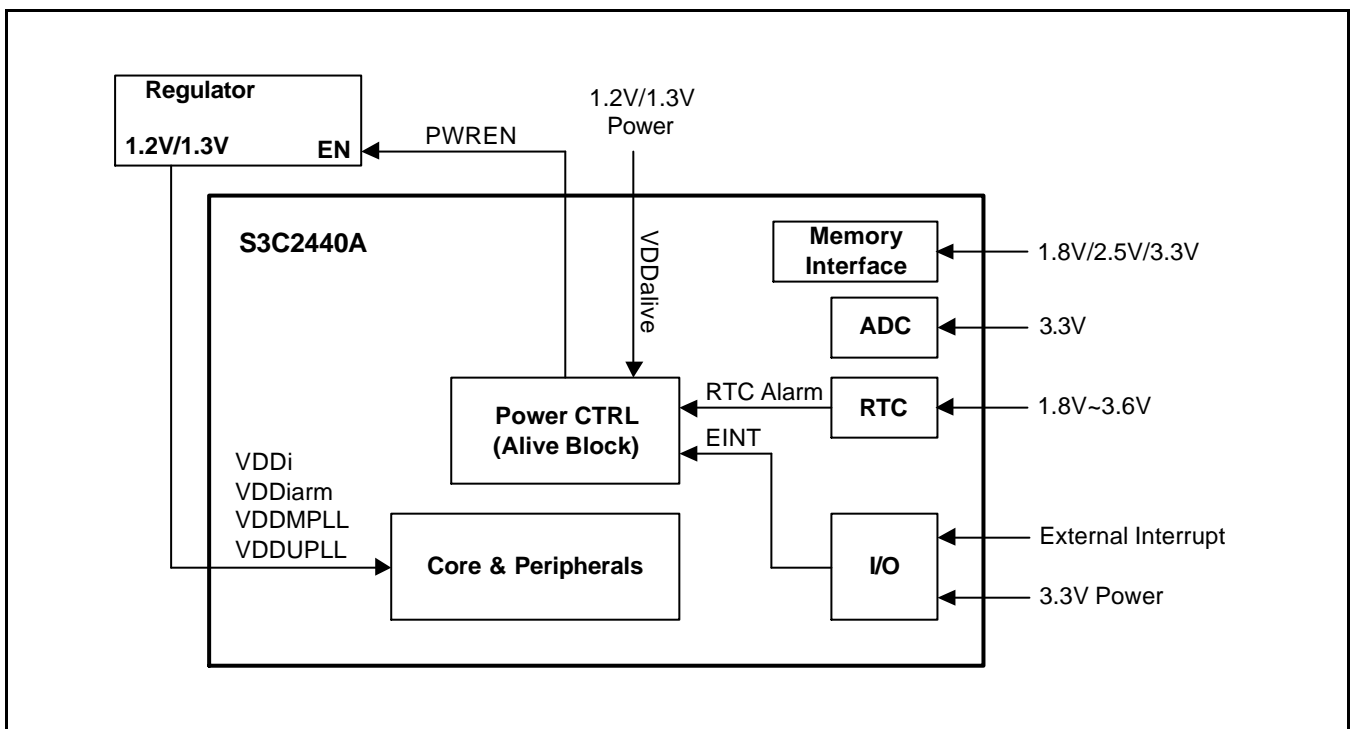 Regulator
1.2V/1.3V
EN
PWREN
1.2V/1.3V
Power
S3C2440A
VDDalive
Memory
Interface
1.8V/2.5V/3.3V
ADC
3.3V
Power CTRL
(Alive Block)
RTC Alarm
RTC
1.8V~3.6V
EINT
VDDi
VDDiarm
VDDMPLL
VDDUPLL
Core & Peripherals
I/O
External Interrupt
3.3V Power